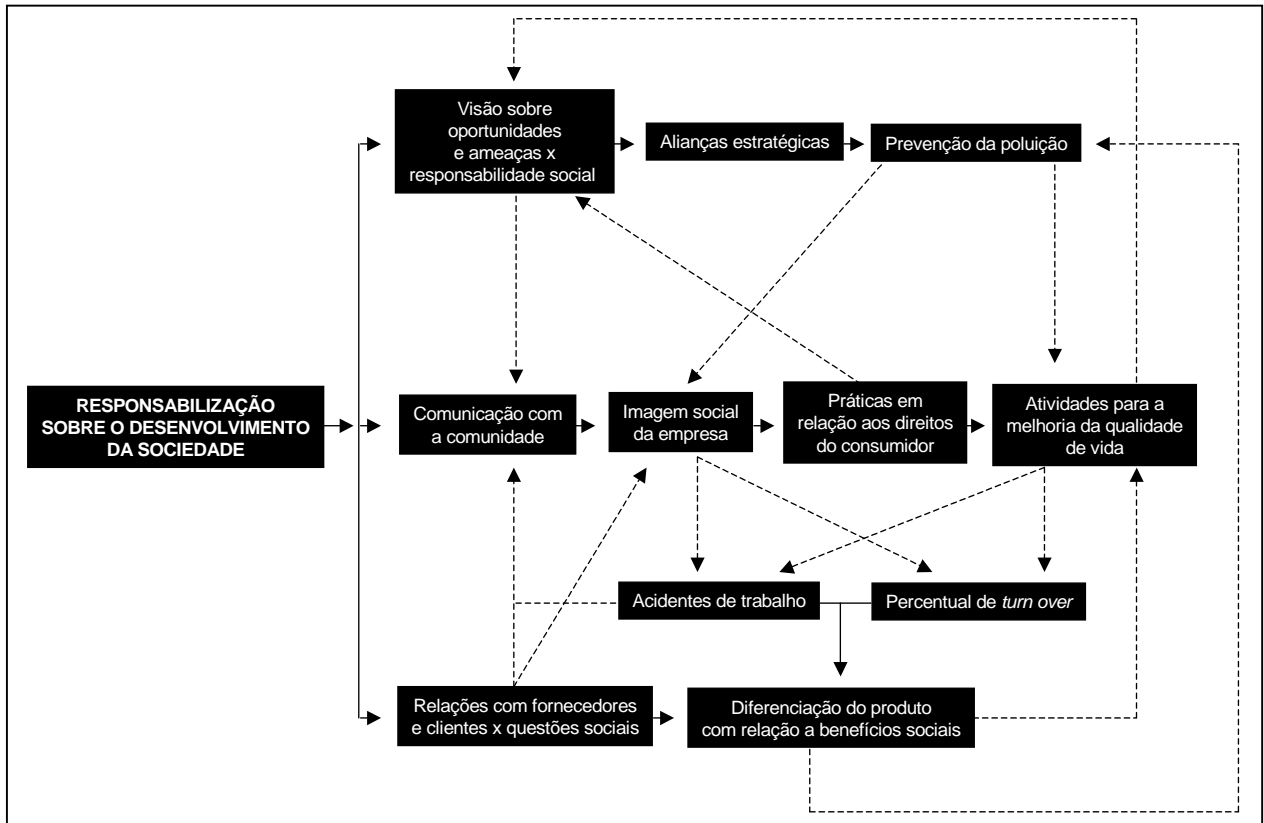 Visão sobre
oportunidades
e ameaças x
responsabilidade social
Alianças estratégicas
Prevenção da poluição
RESPONSABILIZAÇÃO
SOBRE O DESENVOLVIMENTO
DA SOCIEDADE
Comunicação com
a comunidade
Imagem social
da empresa
Práticas em
relação aos direitos
do consumidor
Atividades para a
melhoria da qualidade
de vida
Acidentes de trabalho
Percentual de turn over
Relações com fornecedores
e clientes x questões sociais
Diferenciação do produto
com relação a benefícios sociais